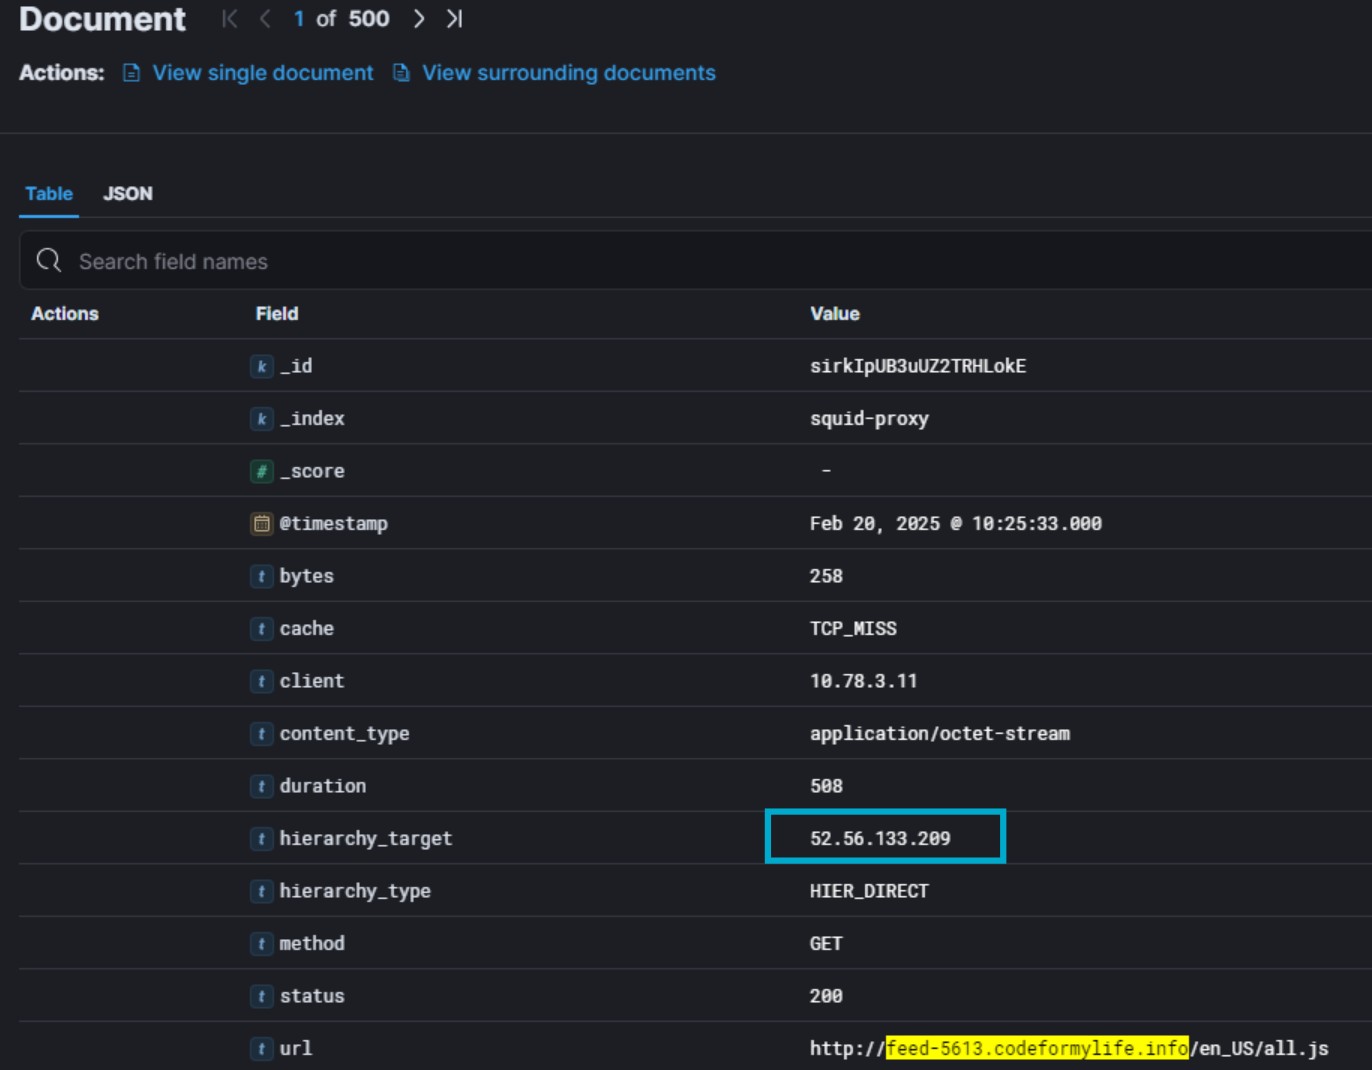 Document 1 of 500
Actions: View single document View surrounding documents
Table JSON
Search field names
Actions Field Value
k _id sirkIpUB3uUZ2TRHLokE
k _index squid-proxy
# _score -
@timestamp Feb 20, 2025 @ 10:25:33.000
t bytes 258
t cache TCP_MISS
t client 10.78.3.11
t content_type application/octet-stream
t duration 508
t hierarchy_target 52.56.133.209
t hierarchy_type HIER_DIRECT
t method GET
t status 200
t url http://feed-5613.codeformylife.info/en_US/all.js